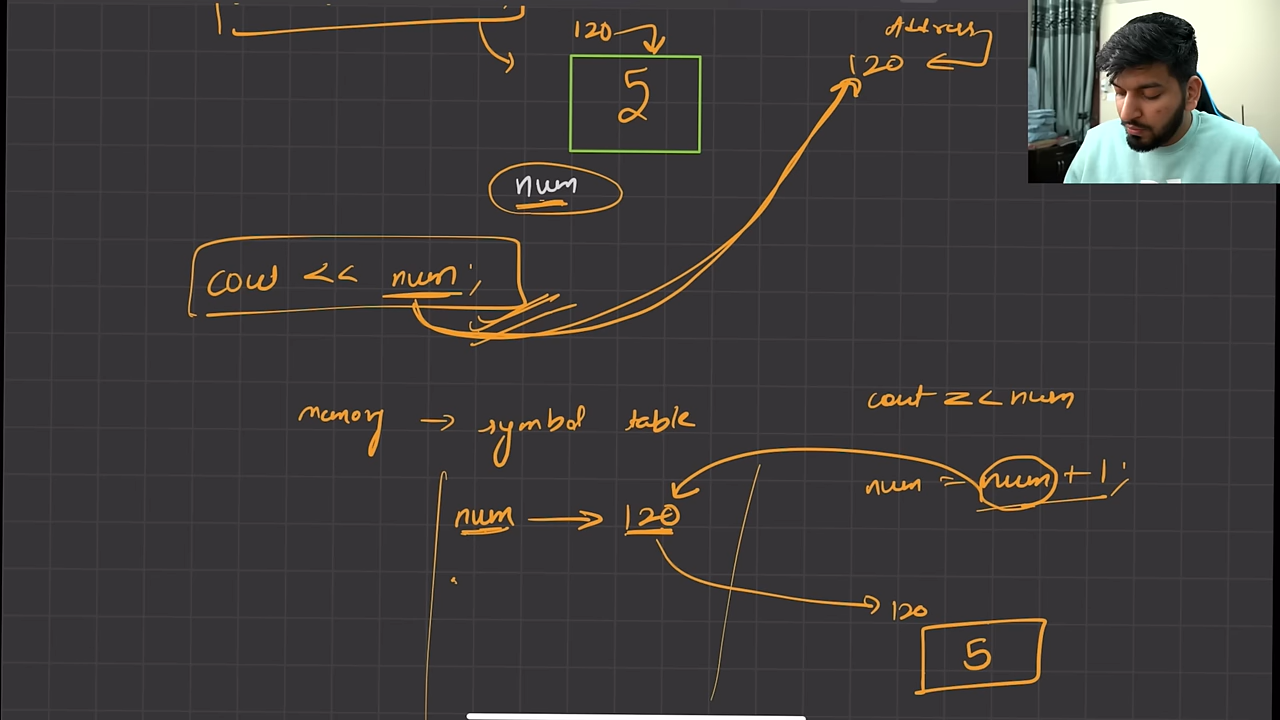 120
Address
120
5
num
cout << num;
memory → symbol table
cout << num
num → 120
num = num + 1;
120
5